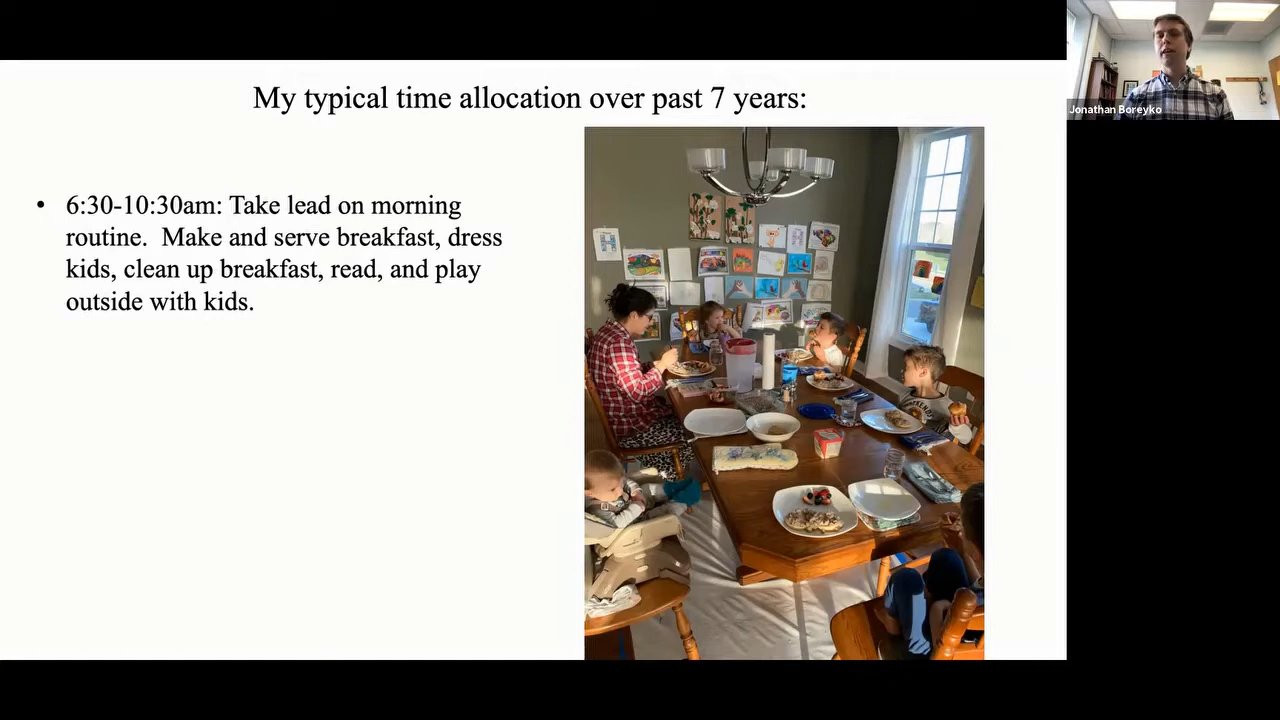 My typical time allocation over past 7 years:
• 6:30-10:30am: Take lead on morning
routine.  Make and serve breakfast, dress
kids, clean up breakfast, read, and play
outside with kids.
Jonathan Boreyko